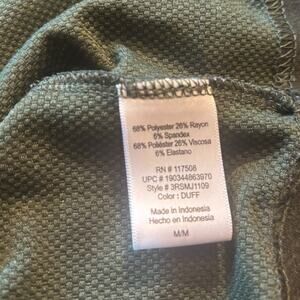 68% Polyester 26% Rayon
6% Spandex
68% Poliéster 26% Viscosa
6% Elastano
RN # 117508
UPC # 190344863970
Style # 3RSMJ1109
Color : DUFF
Made in Indonesia
Hecho en Indonesia
M/M